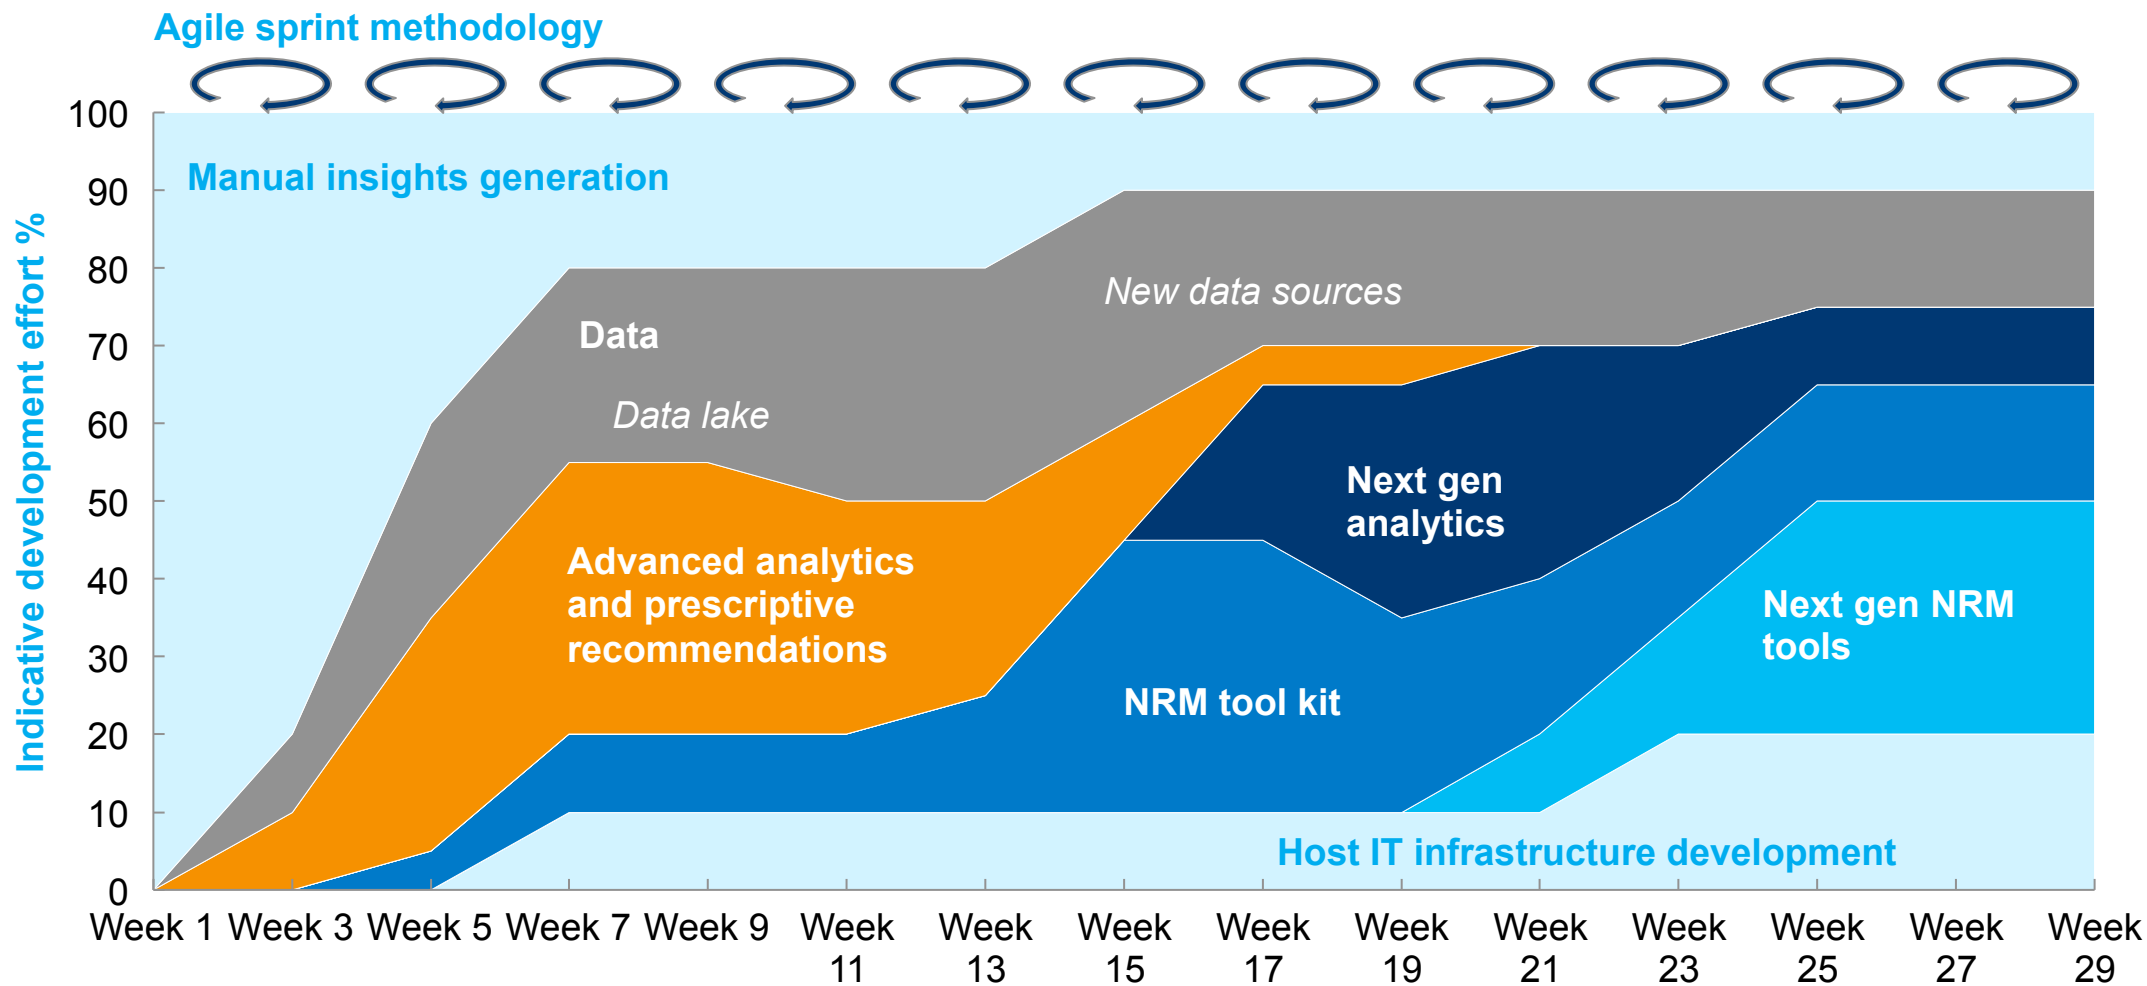 Agile sprint methodology
Indicative development effort %
100
90
80
70
60
50
40
30
20
10
0
Manual insights generation
New data sources
Data
Data lake
Next gen
analytics
Advanced analytics
and prescriptive
recommendations
Next gen NRM
tools
NRM tool kit
Host IT infrastructure development
Week 1 Week 3 Week 5 Week 7 Week 9 Week Week Week Week Week Week Week Week Week Week
11 13 15 17 19 21 23 25 27 29